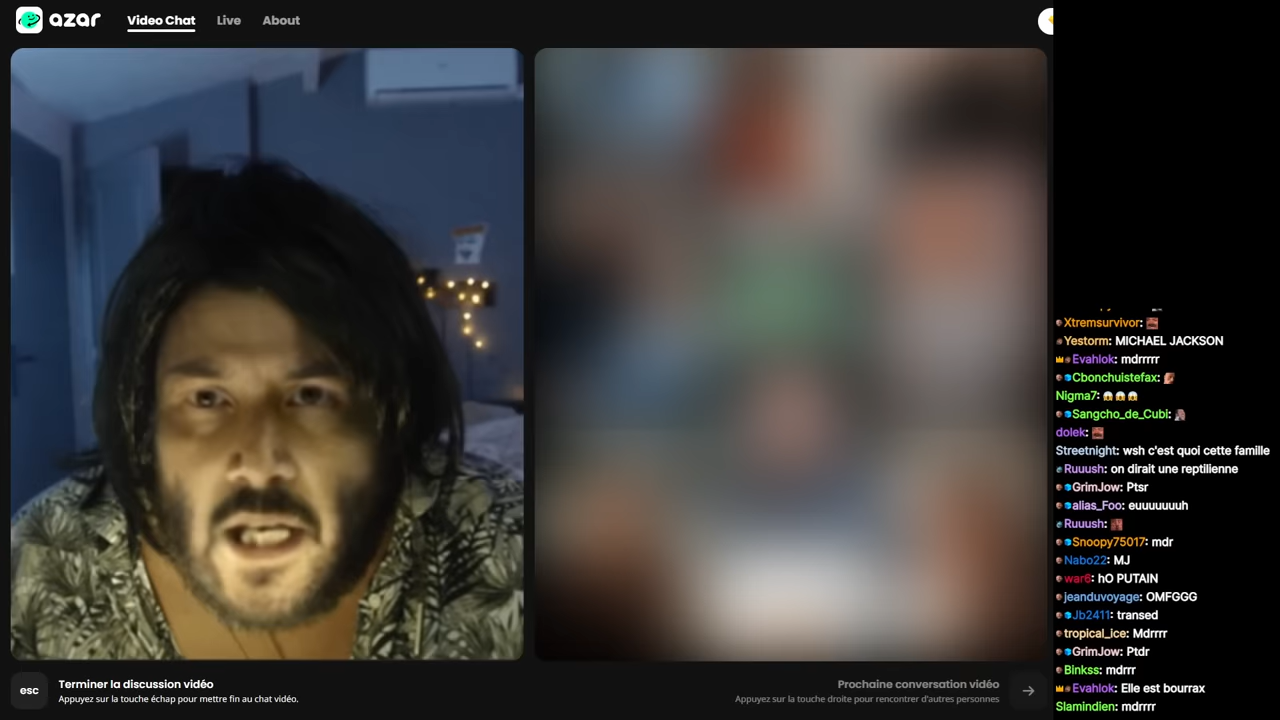 azar
Video Chat
Live
About
esc
Terminer la discussion vidéo
Appuyez sur la touche échap pour mettre fin au chat vidéo.
Prochaine conversation vidéo
Appuyez sur la touche droite pour rencontrer d'autres personnes
Xtremsurvivor:
Yestorm: MICHAEL JACKSON
Evahlok: mdrrrrr
Cbonchuistefax:
Nigma7: 😱😱😱
Sangcho_de_Cubi:
dolek:
Streetnight: wsh c'est quoi cette famille
Ruuush: on dirait une reptilienne
GrimJow: Ptsr
alias_Foo: euuuuuuuh
Ruuush:
Snoopy75017: mdr
Nabo22: MJ
war6: hO PUTAIN
jeanduvoyage: OMFGGG
Jb2411: transed
tropical_ice: Mdrrrr
GrimJow: Ptdr
Binkss: mdrrr
Evahlok: Elle est bourrax
Slamindien: mdrrrr